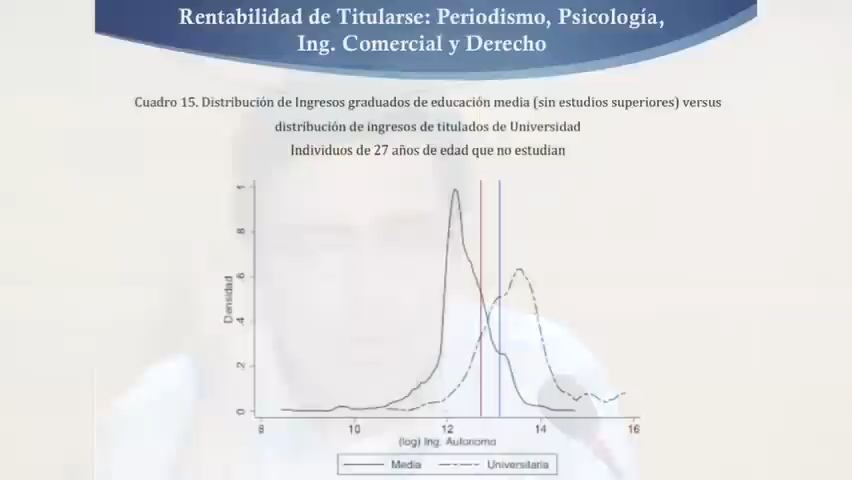 Rentabilidad de Titularse: Periodismo, Psicología,
Ing. Comercial y Derecho
Cuadro 15. Distribución de Ingresos graduados de educación media (sin estudios superiores) versus
distribución de ingresos de titulados de Universidad
Individuos de 27 años de edad que no estudian
Densidad
1
.8
.6
.4
.2
0
8 10 12 14 16
(log) Ing. Autonomo
Media Universitaria